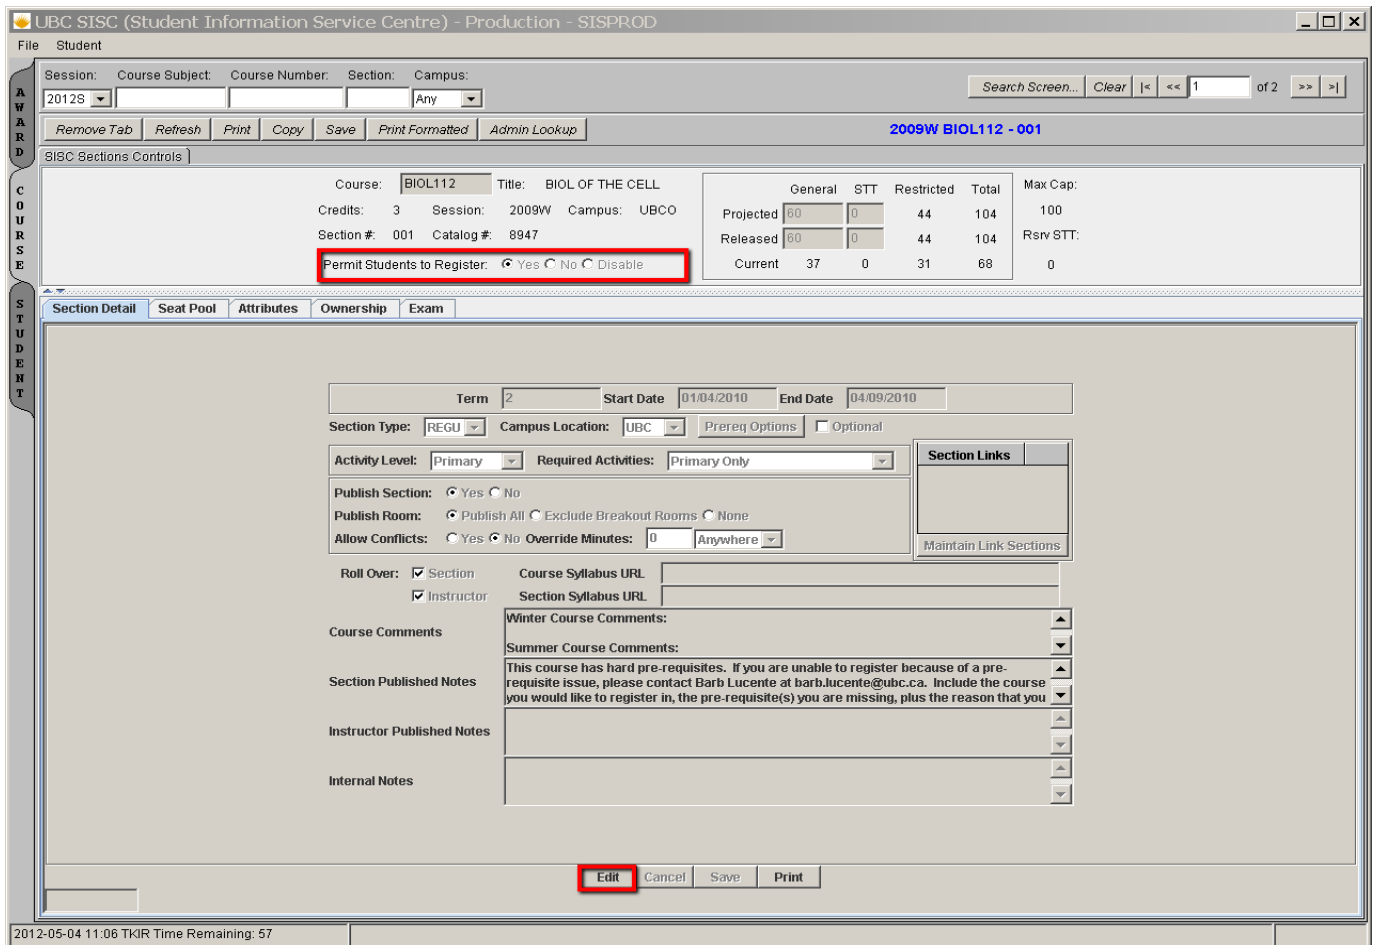 UBC SISC (Student Information Service Centre) - Production - SISPROD
File Student
Session: Course Subject: Course Number: Section: Campus:
2012S Any Search Screen... Clear |< << 1 of 2 >> >|
Remove Tab Refresh Print Copy Save Print Formatted Admin Lookup 2009W BIOL112 - 001
SISC Sections Controls
AWARD
COURSE
STUDENT
Course: BIOL112 Title: BIOL OF THE CELL
Credits: 3 Session: 2009W Campus: UBCO
Section #: 001 Catalog #: 8947
Permit Students to Register: Yes No Disable
General STT Restricted Total
Projected 60 0 44 104
Released 60 0 44 104
Current 37 0 31 68
Max Cap:
100
Rsrv STT:
0
Section Detail Seat Pool Attributes Ownership Exam
Term 2 Start Date 01/04/2010 End Date 04/09/2010
Section Type: REGU Campus Location: UBC Prereq Options Optional
Activity Level: Primary Required Activities: Primary Only
Publish Section: Yes No
Publish Room: Publish All Exclude Breakout Rooms None
Allow Conflicts: Yes No Override Minutes: 0 Anywhere
Section Links
Maintain Link Sections
Roll Over: Section Course Syllabus URL
Instructor Section Syllabus URL
Course Comments
Winter Course Comments:
Summer Course Comments:
Section Published Notes
This course has hard pre-requisites. If you are unable to register because of a pre-
requisite issue, please contact Barb Lucente at barb.lucente@ubc.ca. Include the course
you would like to register in, the pre-requisite(s) you are missing, plus the reason that you
Instructor Published Notes
Internal Notes
Edit Cancel Save Print
2012-05-04 11:06 TKIR Time Remaining: 57